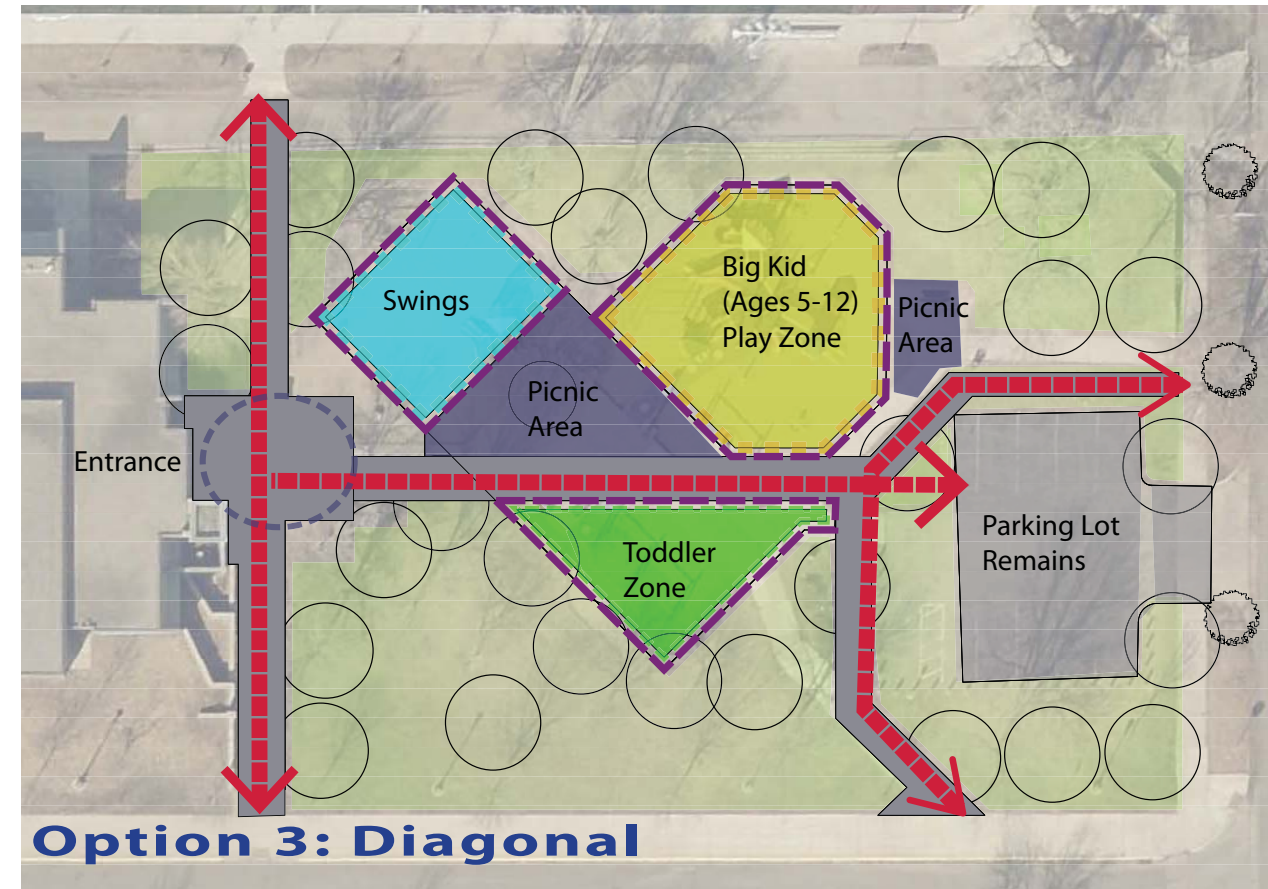 Swings
Big Kid
(Ages 5-12)
Play Zone
Picnic
Area
Picnic
Area
Entrance
Toddler
Zone
Parking Lot
Remains
Option 3: Diagonal